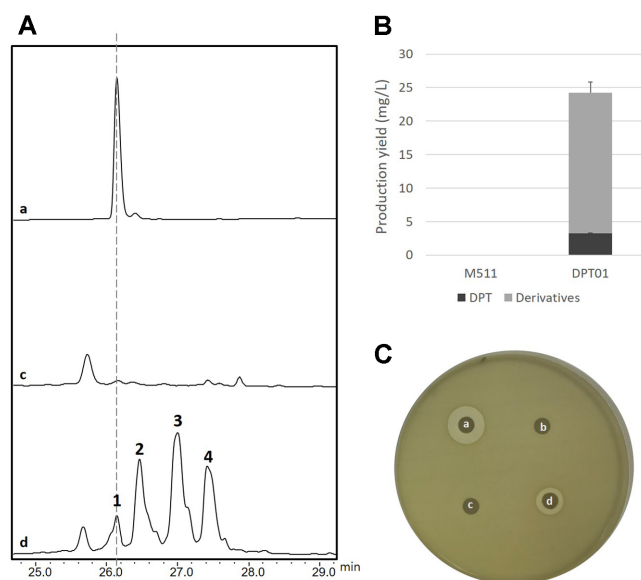 A
a
c
1
2
3
4
d
25.0 26.0 27.0 28.0 29.0 min
B
Production yield (mg/L)
30
25
20
15
10
5
0
M511 DPT01
DPT Derivatives
C
a
b
c
d